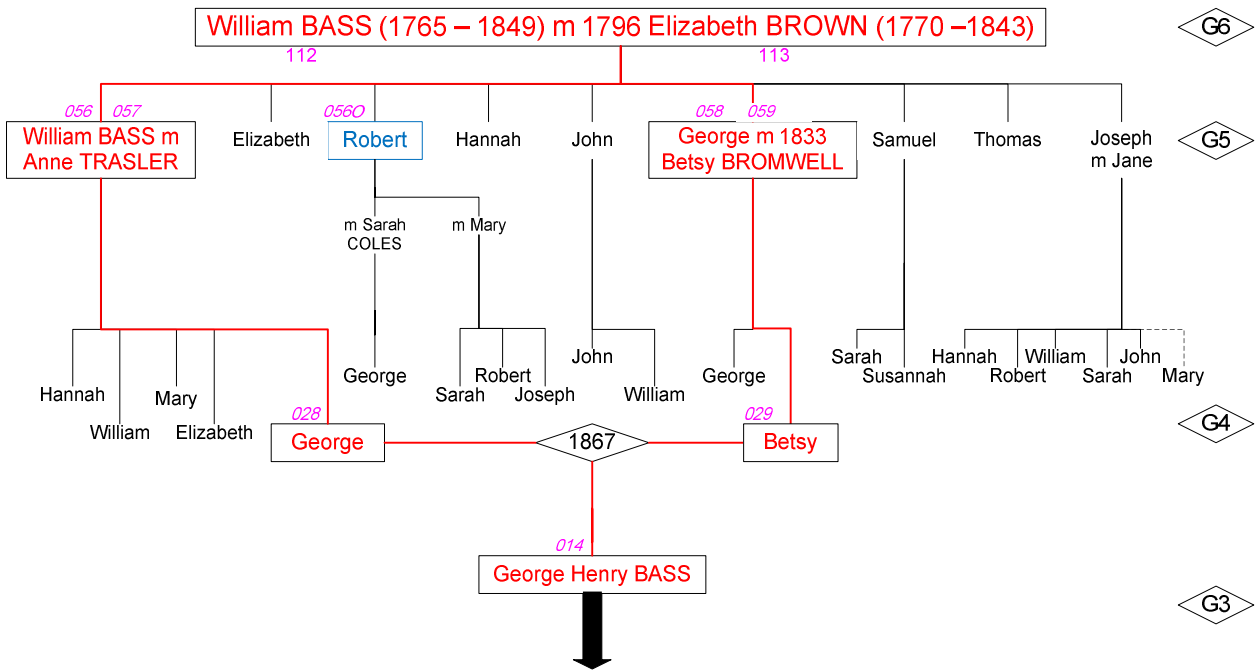 William BASS (1765 – 1849) m 1796 Elizabeth BROWN (1770 –1843)
G6
112
113
056
057
056O
058
059
William BASS m
Anne TRASLER
Elizabeth
Robert
Hannah
John
George m 1833
Betsy BROMWELL
Samuel
Thomas
Joseph
m Jane
G5
m Sarah
COLES
m Mary
Hannah
William
Mary
Elizabeth
George
Sarah
Robert
Joseph
John
William
George
Sarah
Susannah
Hannah
Robert
William
Sarah
John
Mary
028
George
1867
029
Betsy
G4
014
George Henry BASS
G3